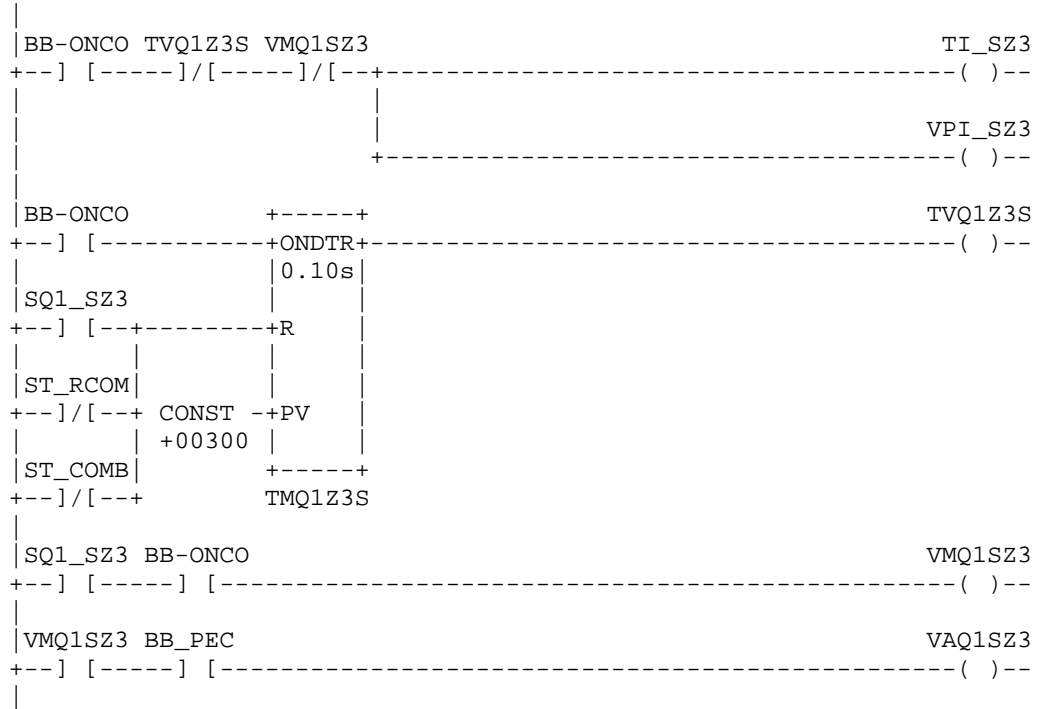 |
|BB-ONCO TVQ1Z3S VMQ1SZ3                                      TI_SZ3
+--] [-----]/[-----]/[--+--------------------------------------( )--
|                       |
|                       |                                    VPI_SZ3
|                       +--------------------------------------( )--
|
|BB-ONCO         +-----+                                     TVQ1Z3S
+--] [-----------+ONDTR+---------------------------------------( )--
|                |0.10s|
|SQ1_SZ3         |     |
+--] [--+--------+R    |
|       |        |     |
|ST_RCOM|        |     |
+--]/[--+ CONST -+PV   |
|       | +00300 |     |
|ST_COMB|        +-----+
+--]/[--+        TMQ1Z3S
|
|SQ1_SZ3 BB-ONCO                                             VMQ1SZ3
+--] [-----] [-------------------------------------------------( )--
|
|VMQ1SZ3 BB_PEC                                              VAQ1SZ3
+--] [-----] [-------------------------------------------------( )--
|